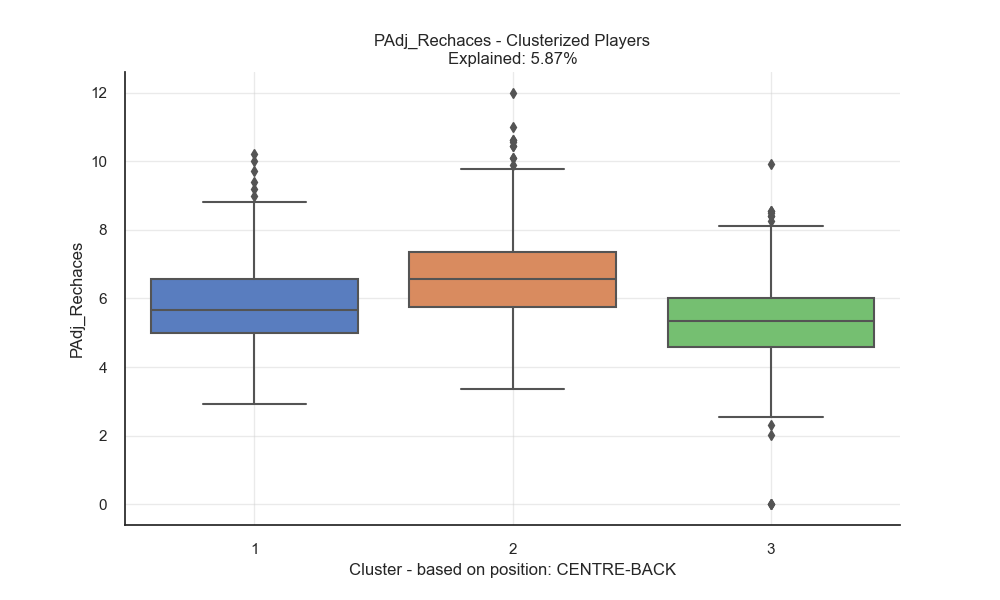 PAdj_Rechaces - Clusterized Players
Explained: 5.87%
12
10
8
6
4
2
0
PAdj_Rechaces
1
2
3
Cluster - based on position: CENTRE-BACK